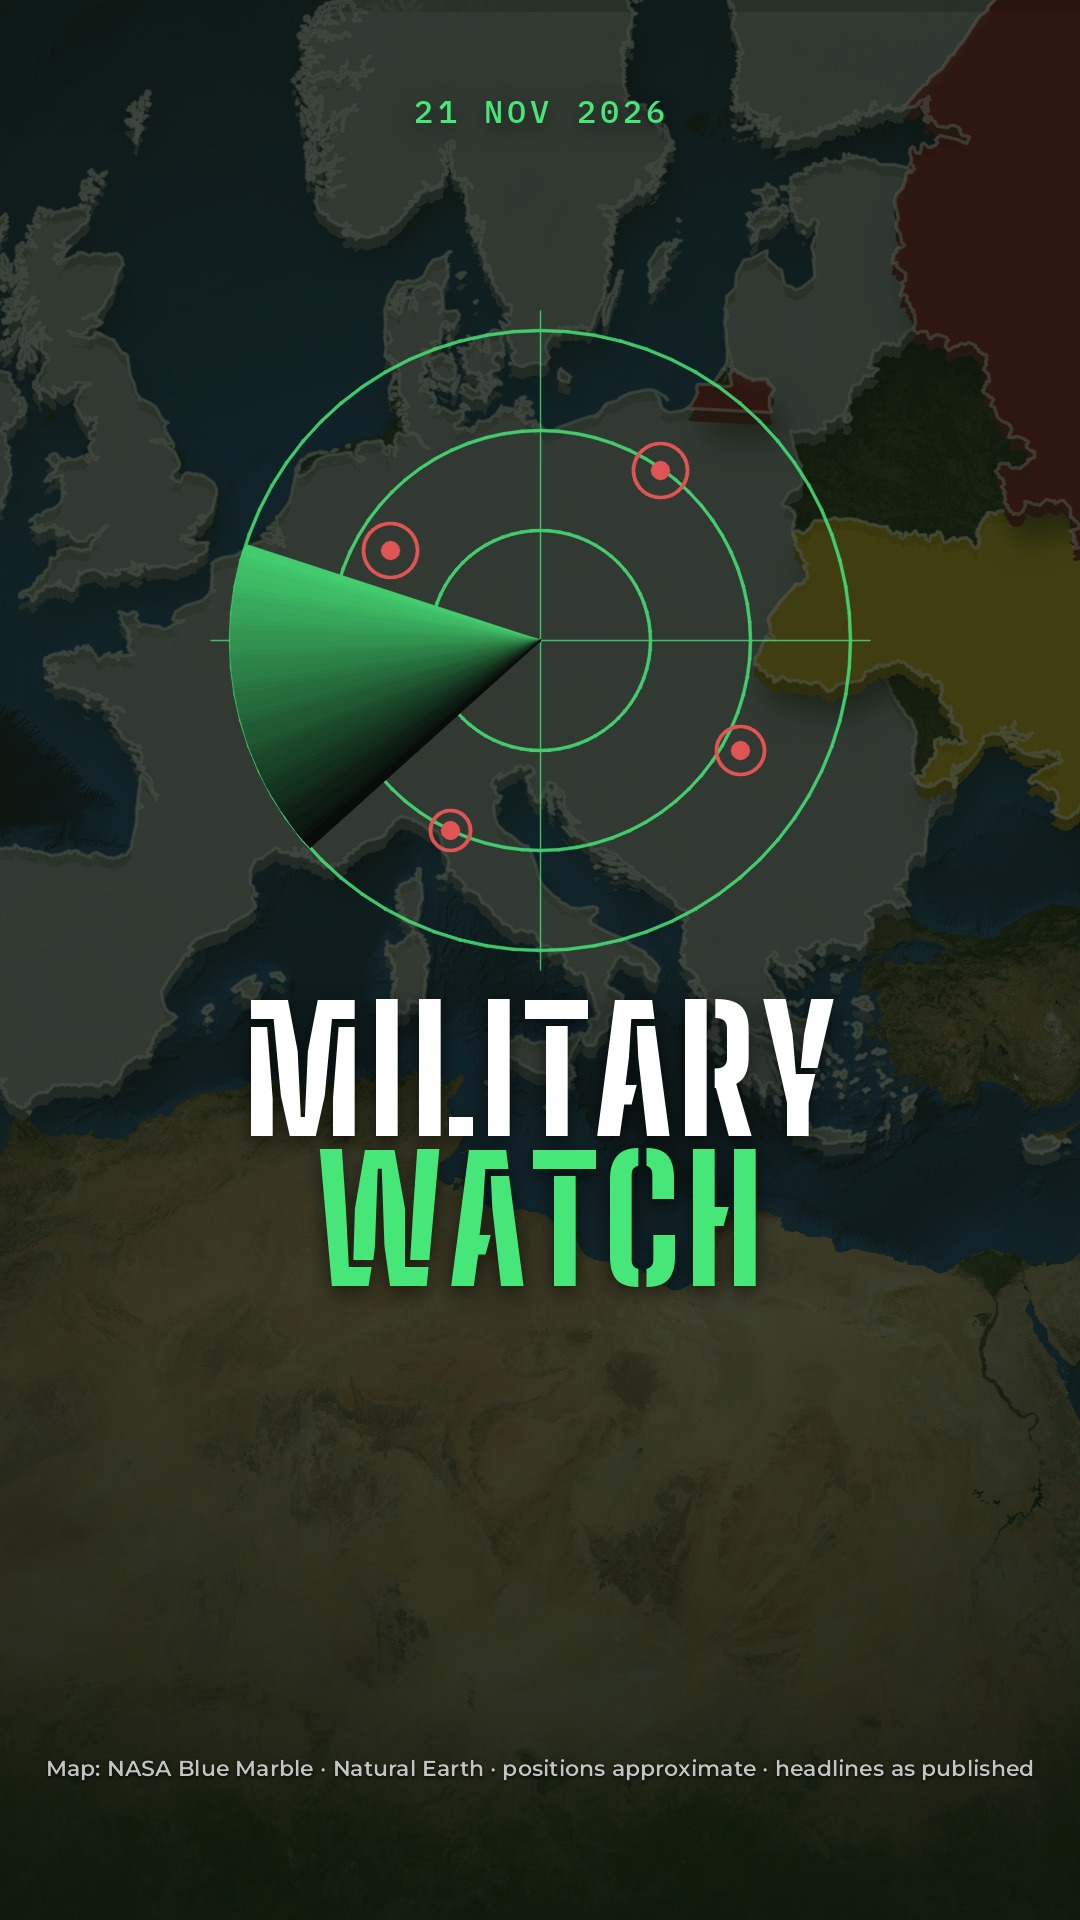 21 NOV 2026
MILITARY
WATCH
Map: NASA Blue Marble · Natural Earth · positions approximate · headlines as published